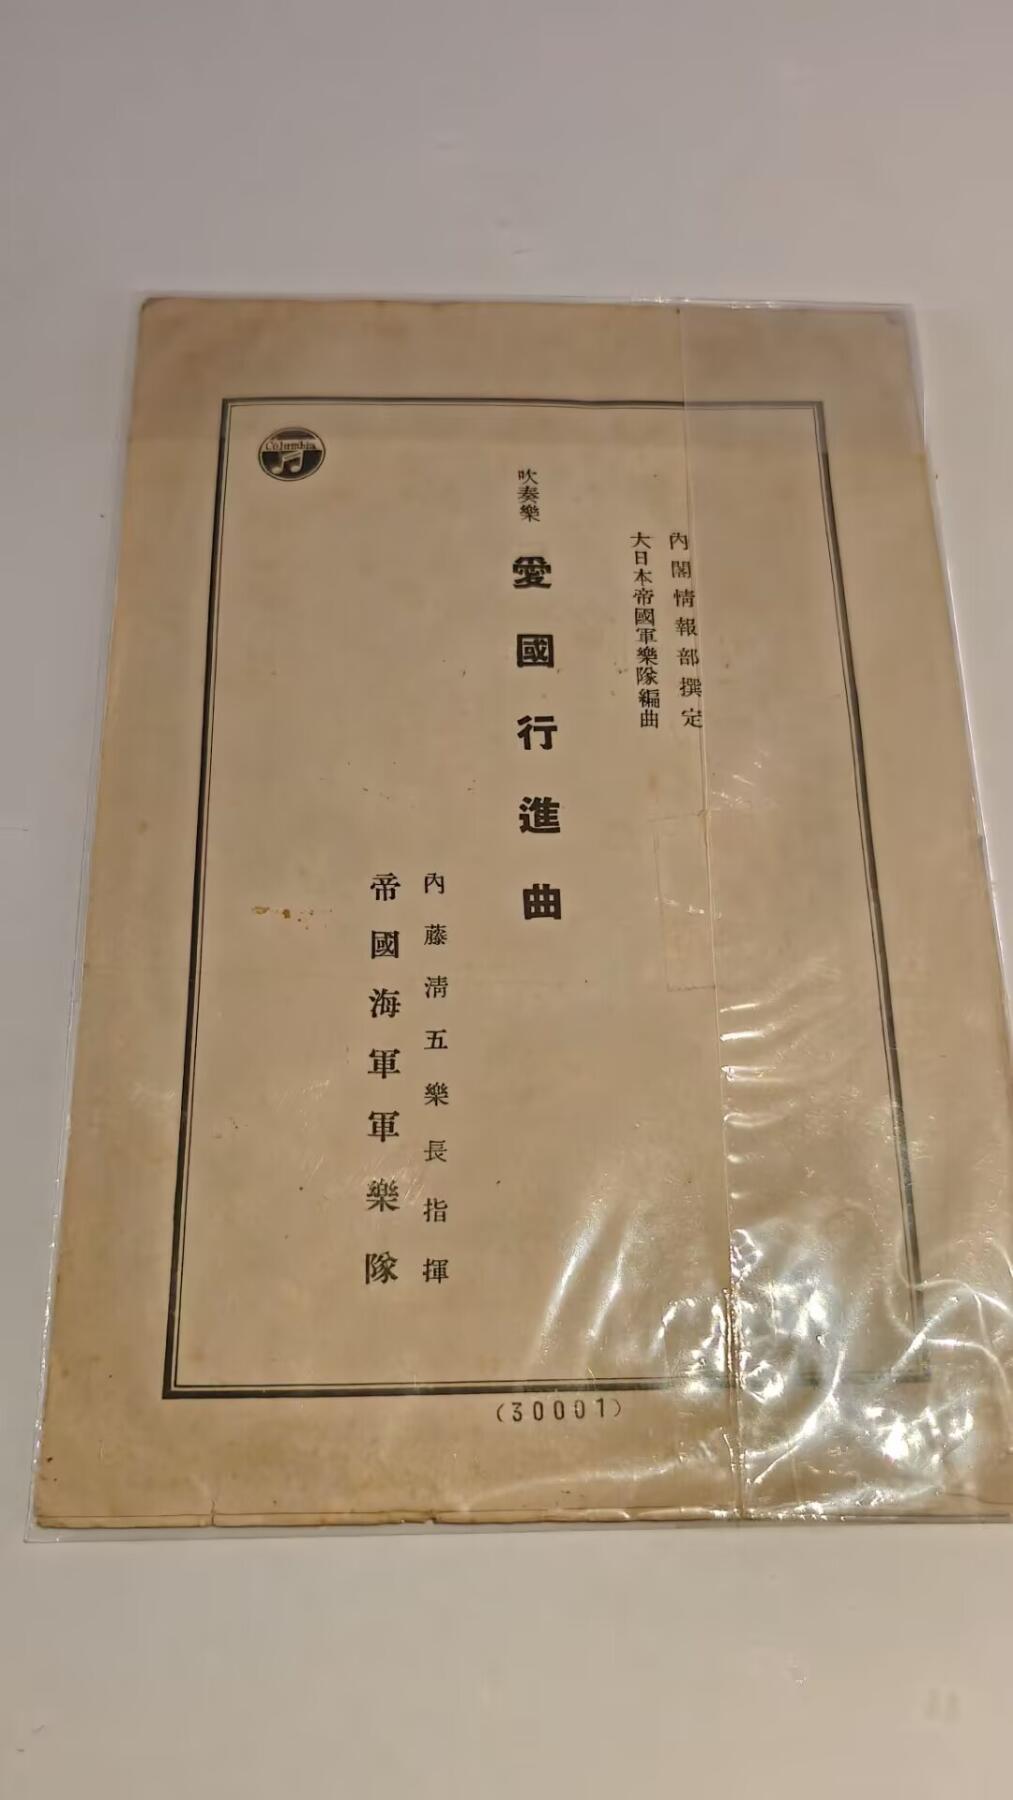 內閣情報部撰定
大日本帝國軍樂隊編曲
吹奏樂 愛國行進曲
內藤淸五樂長指揮
帝國海軍軍樂隊
Columbia
(30001)